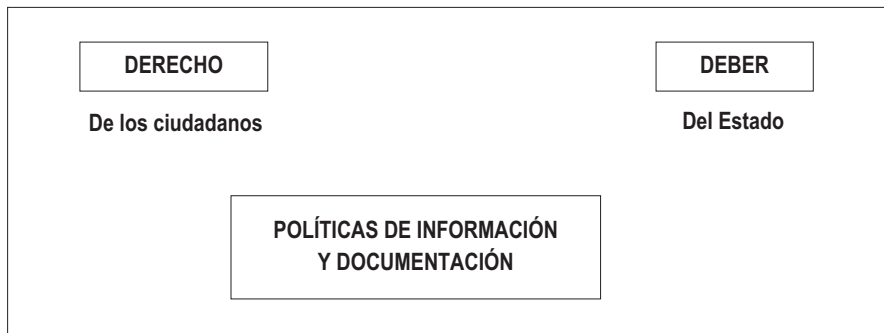 DERECHO
DEBER
De los ciudadanos
Del Estado
POLÍTICAS DE INFORMACIÓN
Y DOCUMENTACIÓN